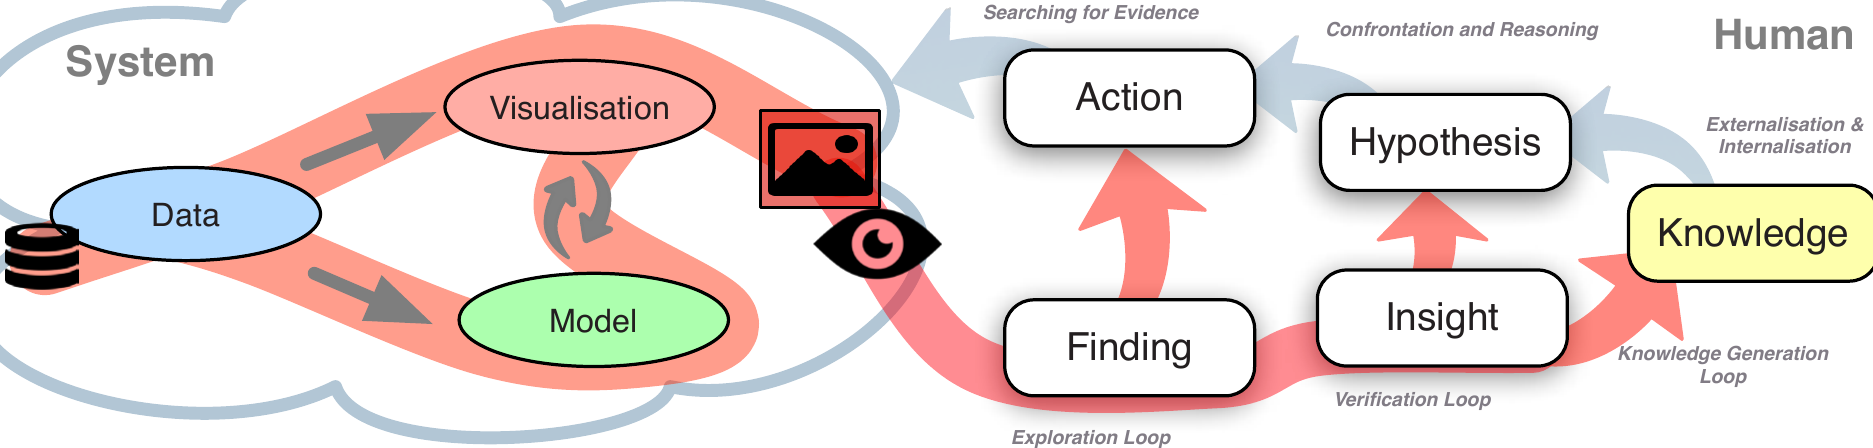 Searching for Evidence
Confrontation and Reasoning
Human
System
Visualisation
Action
Hypothesis
Externalisation &
Internalisation
Data
Knowledge
Model
Finding
Insight
Knowledge Generation
Loop
Verification Loop
Exploration Loop